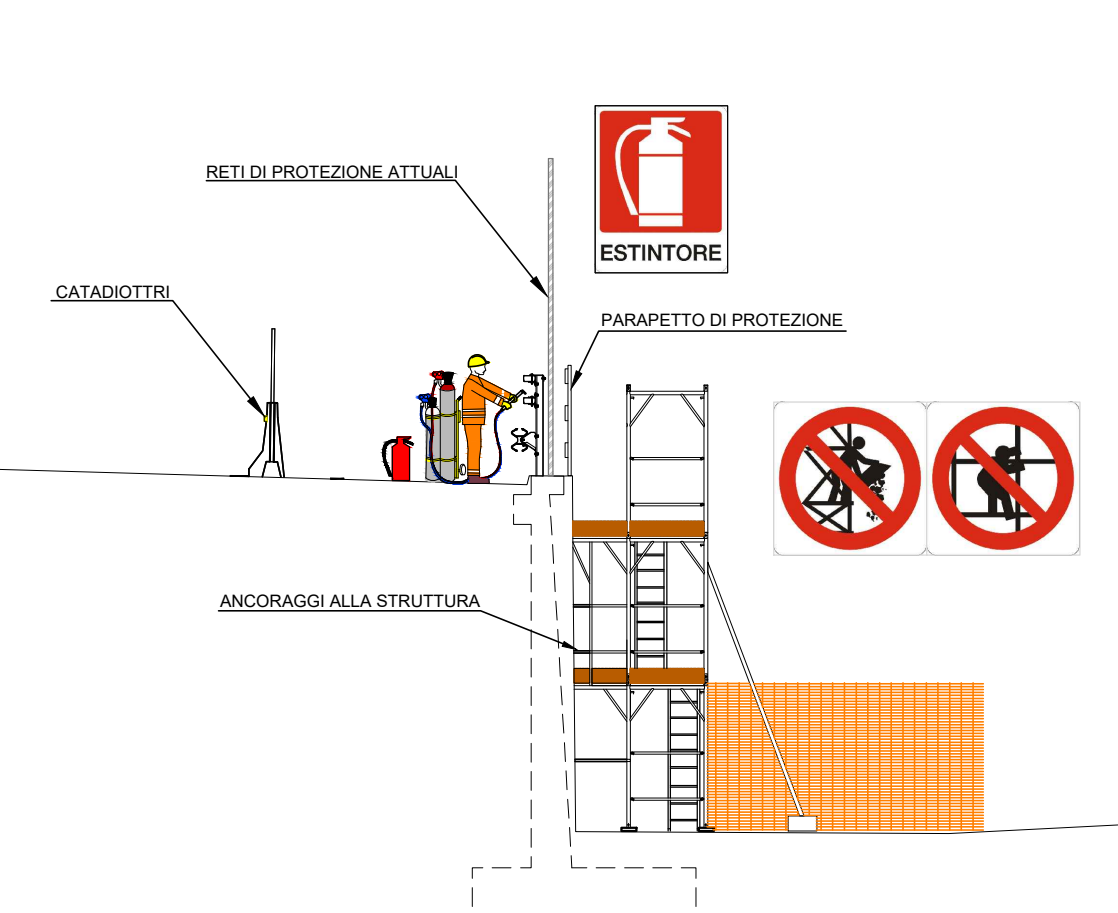 RETI DI PROTEZIONE ATTUALI
ESTINTORE
CATADIOTTRI
PARAPETTO DI PROTEZIONE
ANCORAGGI ALLA STRUTTURA